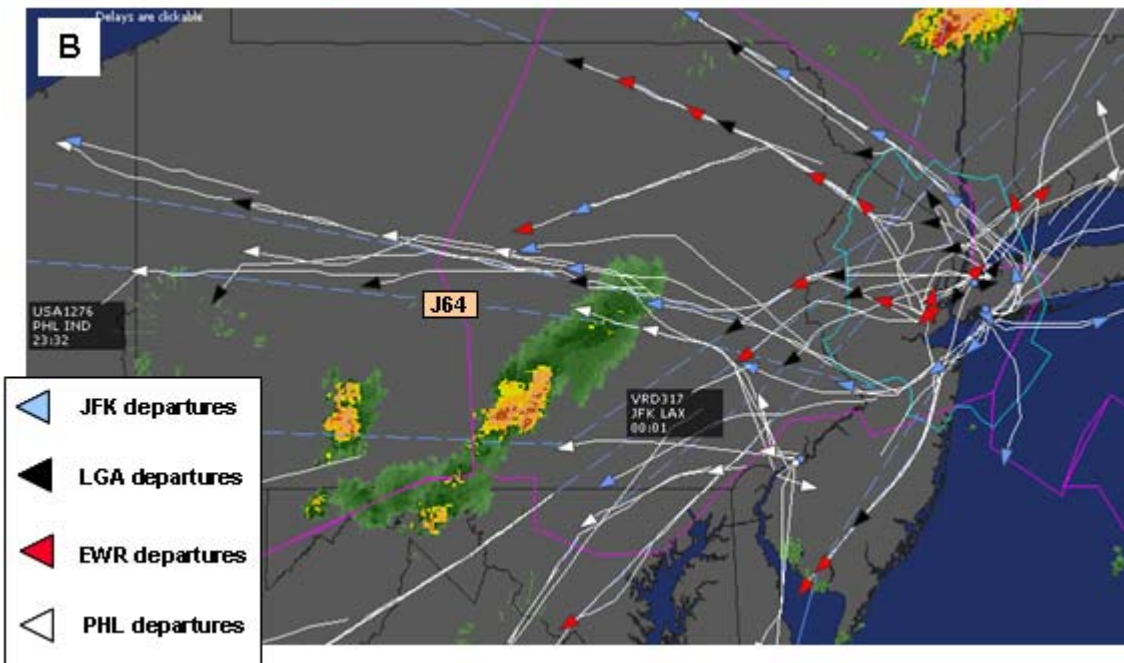 Delays are clickable
B
J64
USA1276
PHL IND
23:32
VRD317
JFK LAX
00:01
JFK departures
LGA departures
EWR departures
PHL departures